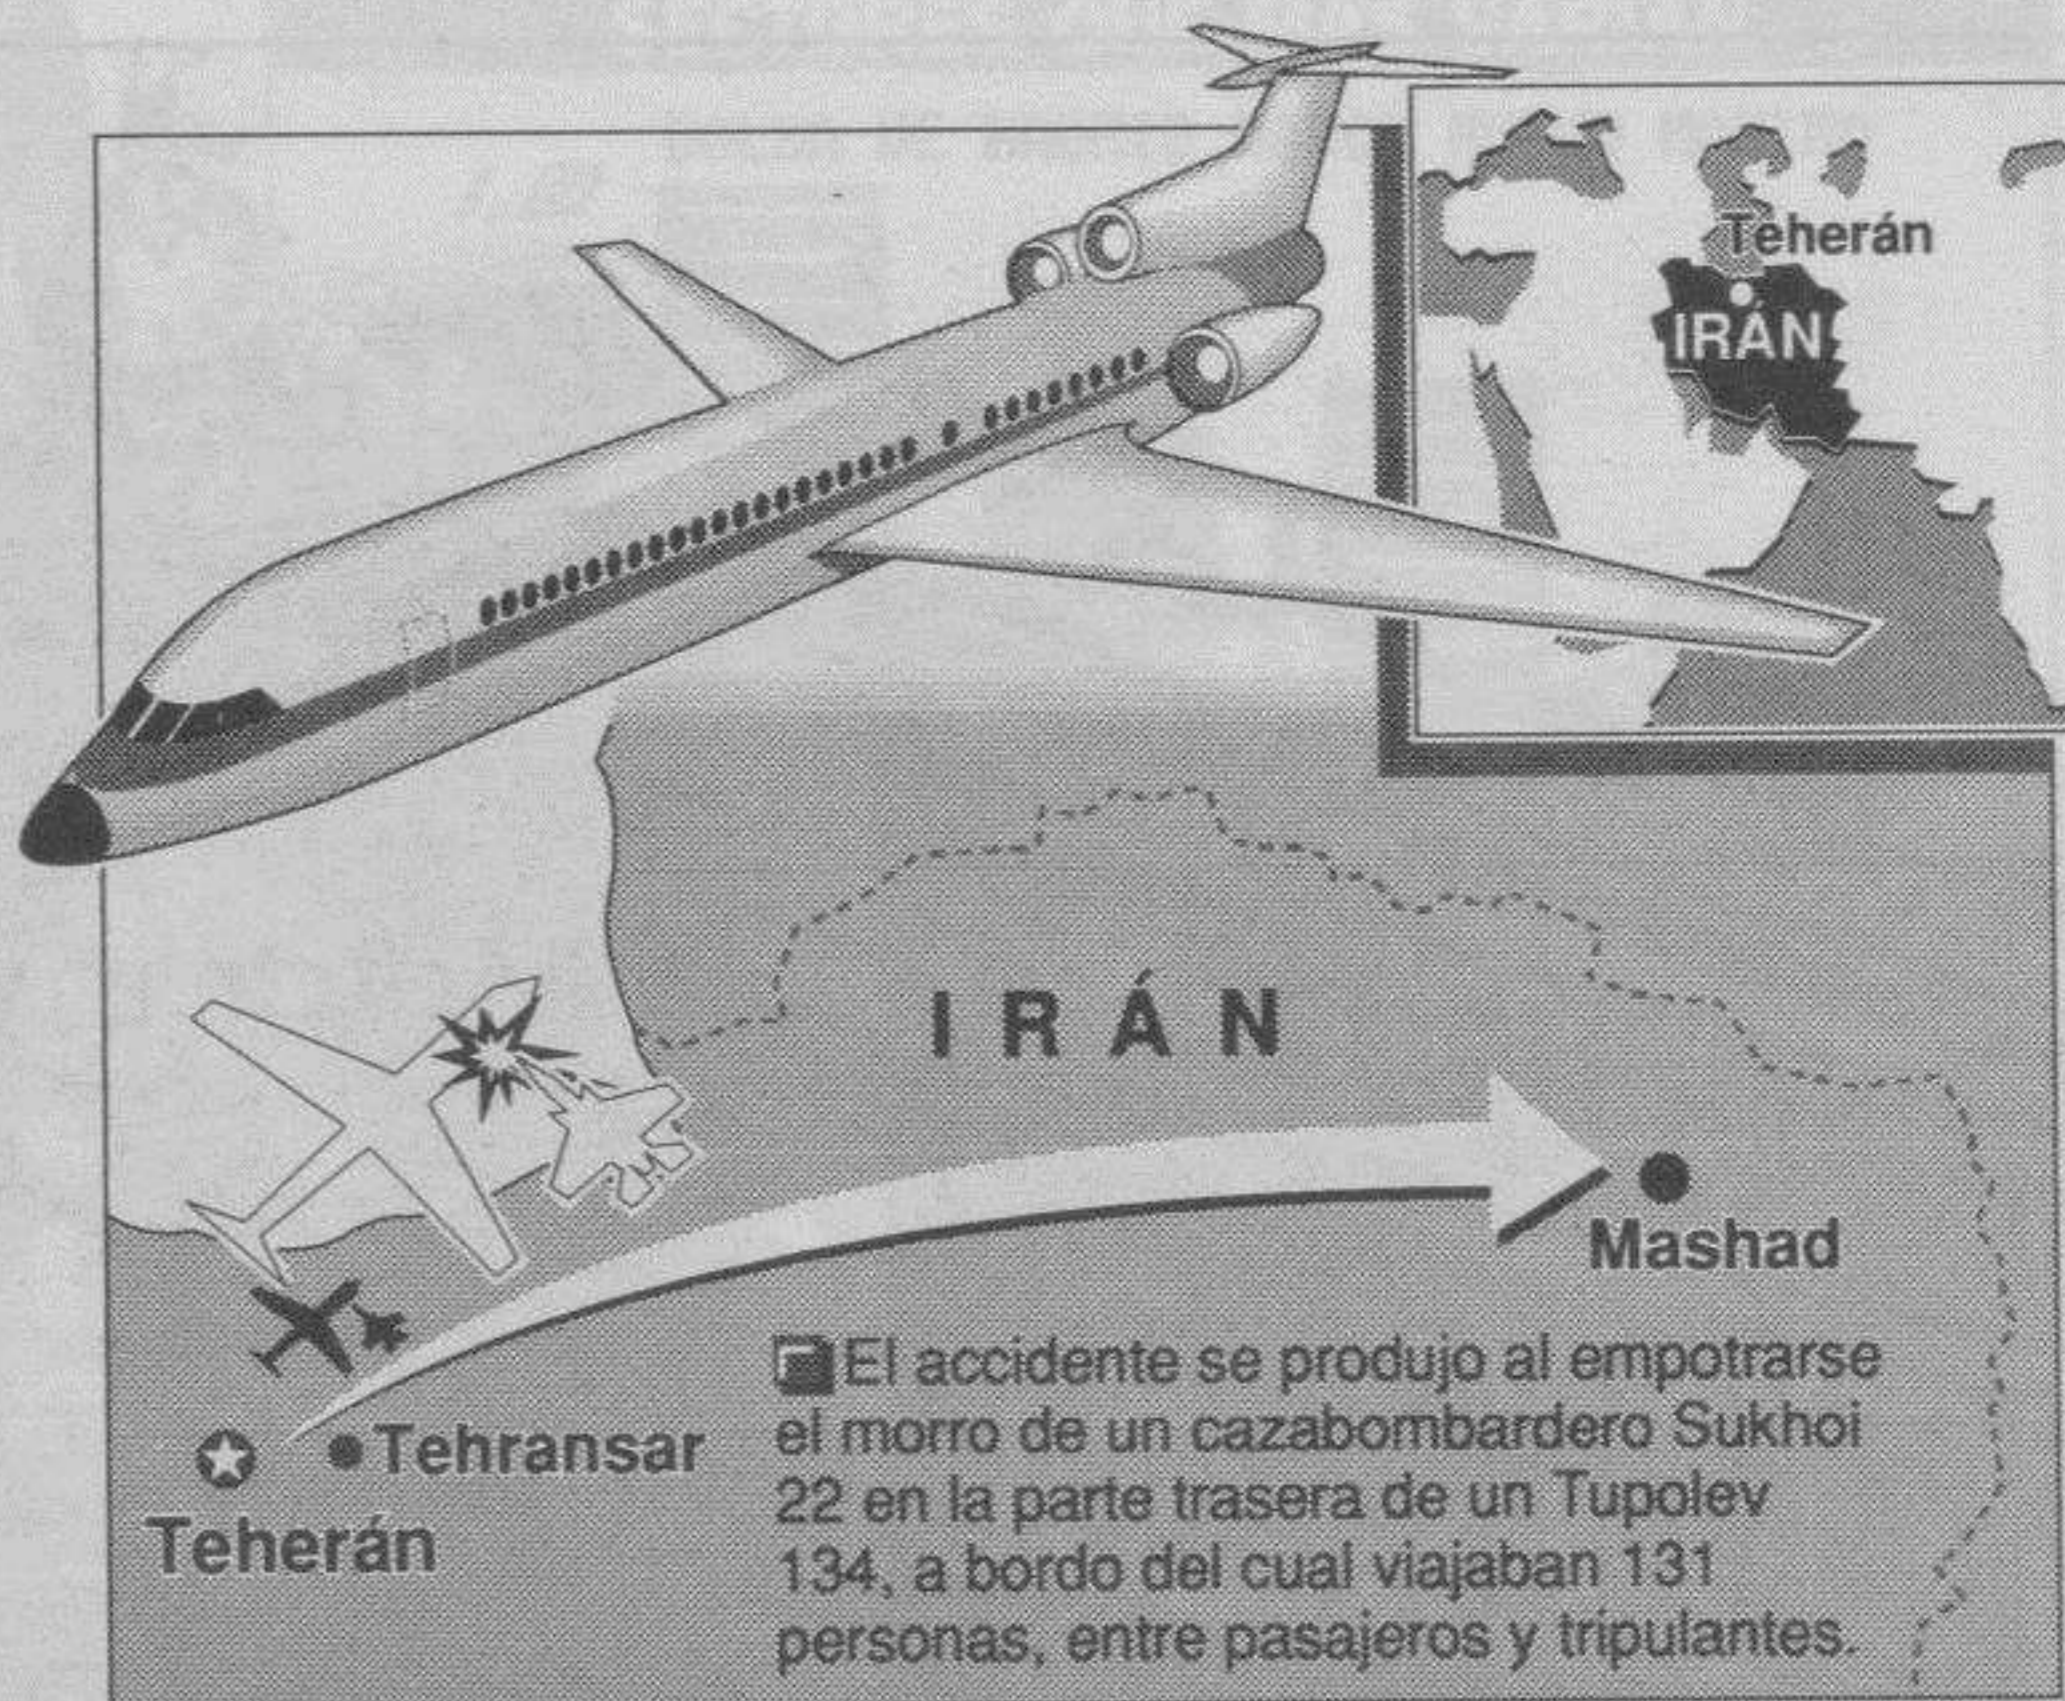 Teherán
IRÁN
IRÁN
Mashad
Tehransar
Teherán
El accidente se produjo al empotrarse
el morro de un cazabombardero Sukhoi
22 en la parte trasera de un Tupolev
134, a bordo del cual viajaban 131
personas, entre pasajeros y tripulantes.